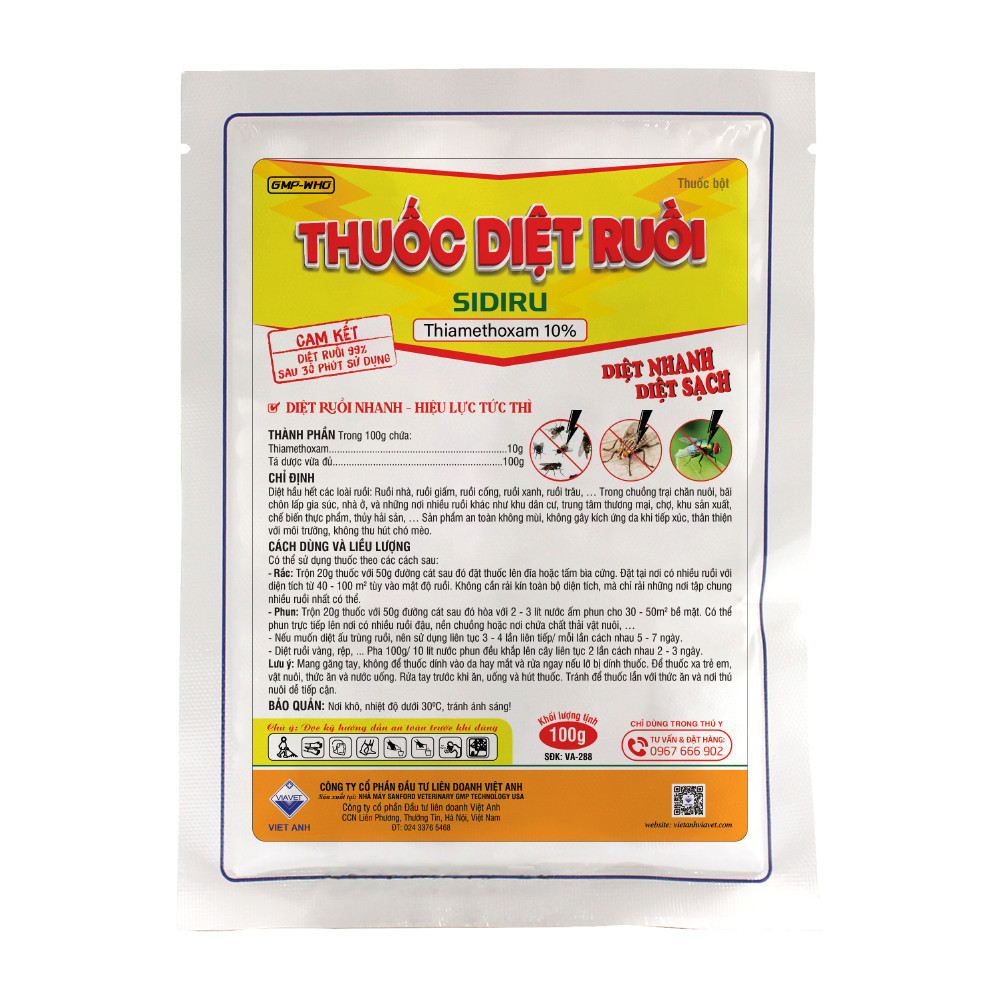 GMP-WHO
Thuốc bột
THUỐC DIỆT RUỒI
SIDIRU
Thiamethoxam 10%
CAM KẾT
DIỆT RUỒI 99%
SAU 30 PHÚT SỬ DỤNG
DIỆT NHANH
DIỆT SẠCH
DIỆT RUỒI NHANH - HIỆU LỰC TỨC THÌ
THÀNH PHẦN Trong 100g chứa:
Thiamethoxam...10g
Tá dược vừa đủ...100g
CHỈ ĐỊNH
Diệt hầu hết các loài ruồi: Ruồi nhà, ruồi giấm, ruồi cống, ruồi xanh, ruồi trâu, … Trong chuồng trại chăn nuôi, bãi
chôn lấp gia súc, nhà ở, và những nơi nhiều ruồi khác như khu dân cư, trung tâm thương mại, chợ, khu sản xuất,
chế biến thực phẩm, thủy hải sản, … Sản phẩm an toàn không mùi, không gây kích ứng da khi tiếp xúc, thân thiện
với môi trường, không thu hút chó mèo.
CÁCH DÙNG VÀ LIỀU LƯỢNG
Có thể sử dụng thuốc theo các cách sau:
- Rắc: Trộn 20g thuốc với 50g đường cát sau đó đặt thuốc lên đĩa hoặc tấm bìa cứng. Đặt tại nơi có nhiều ruồi với
diện tích từ 40 - 100 m² tùy vào mật độ ruồi. Không cần rải kín toàn bộ diện tích, mà chỉ rải những nơi tập chung
nhiều ruồi nhất có thể.
- Phun: Trộn 20g thuốc với 50g đường cát sau đó hòa với 2 - 3 lít nước ấm phun cho 30 - 50m² bề mặt. Có thể
phun trực tiếp lên nơi có nhiều ruồi đậu, nền chuồng hoặc nơi chứa chất thải vật nuôi, …
- Nếu muốn diệt ấu trùng ruồi, nên sử dụng liên tục 3 - 4 lần liên tiếp/ mỗi lần cách nhau 5 - 7 ngày.
- Diệt ruồi vàng, rệp, ... Pha 100g/ 10 lít nước phun đều khắp lên cây liên tục 2 lần cách nhau 2 - 3 ngày.
Lưu ý: Mang găng tay, không để thuốc dính vào da hay mắt và rửa ngay nếu lỡ bị dính thuốc. Để thuốc xa trẻ em,
vật nuôi, thức ăn và nước uống. Rửa tay trước khi ăn, uống và hút thuốc. Tránh để thuốc lẫn với thức ăn và nơi thú
nuôi dễ tiếp cận.
BẢO QUẢN: Nơi khô, nhiệt độ dưới 30ºC, tránh ánh sáng!
Chú ý: Đọc kỹ hướng dẫn an toàn trước khi dùng
Khối lượng tịnh
100g
SĐK: VA-288
CHỈ DÙNG TRONG THÚ Y
TƯ VẤN & ĐẶT HÀNG:
0967 666 902
VIAVET
VIET ANH
CÔNG TY CỔ PHẦN ĐẦU TƯ LIÊN DOANH VIỆT ANH
Sản xuất tại: NHÀ MÁY SANFORD VETERINARY GMP TECHNOLOGY USA
Công ty cổ phần Đầu tư liên doanh Việt Anh
CCN Liên Phương, Thường Tín, Hà Nội, Việt Nam
ĐT: 024 3376 5468
website: vietanhviavet.com